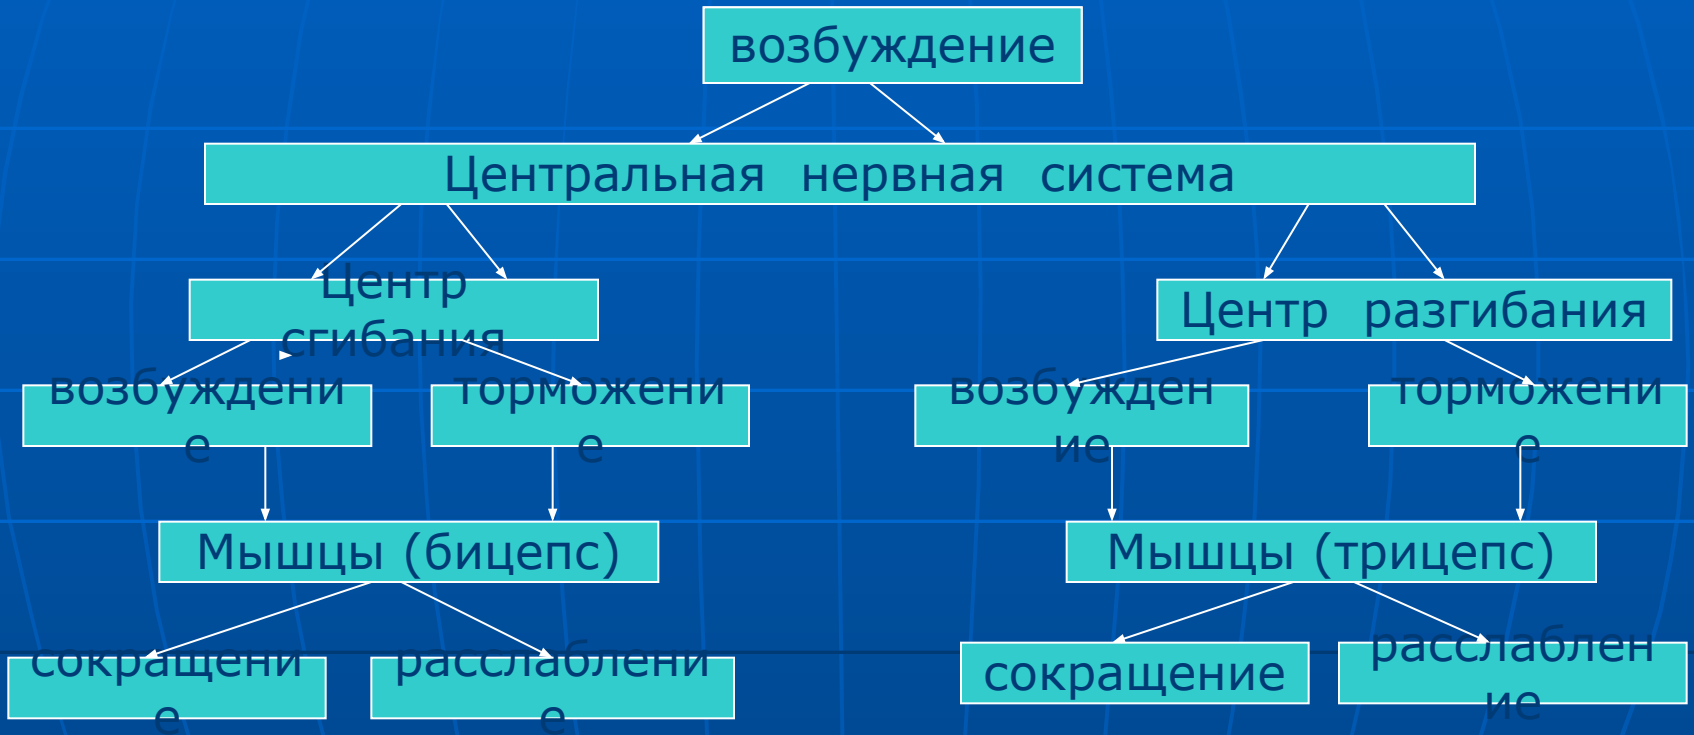 возбуждение
Центральная нервная система
Центр
сгибания
Центр разгибания
возбуждени
е
торможени
е
возбужден
ие
торможени
е
Мышцы (бицепс)
Мышцы (трицепс)
сокращени
е
расслаблени
е
сокращение
расслаблен
ие